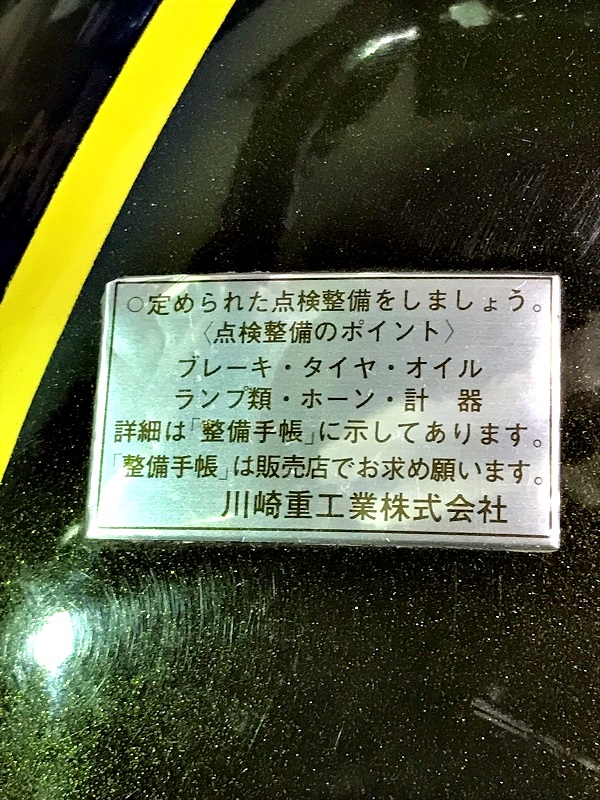 ○定められた点検整備をしましょう。
〈点検整備のポイント〉
ブレーキ・タイヤ・オイル
ランプ類・ホーン・計　器
詳細は「整備手帳」に示してあります。
「整備手帳」は販売店でお求め願います。
川崎重工業株式会社